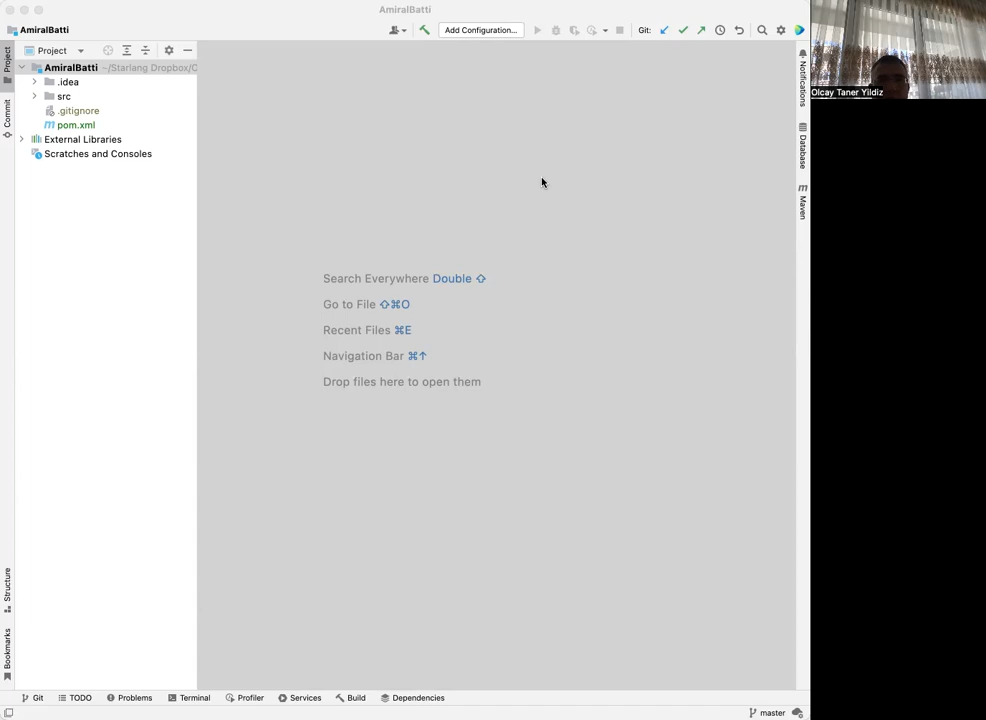 AmiralBatti
AmiralBatti
Add Configuration...
Git:
Project
AmiralBatti ~/Starlang Dropbox/
.idea
src
.gitignore
pom.xml
External Libraries
Scratches and Consoles
Project
Commit
Structure
Bookmarks
Search Everywhere Double ⇧
Go to File ⇧⌘O
Recent Files ⌘E
Navigation Bar ⌘↑
Drop files here to open them
Notifications
Database
Maven
Olcay Taner Yildiz
Git
TODO
Problems
Terminal
Profiler
Services
Build
Dependencies
master